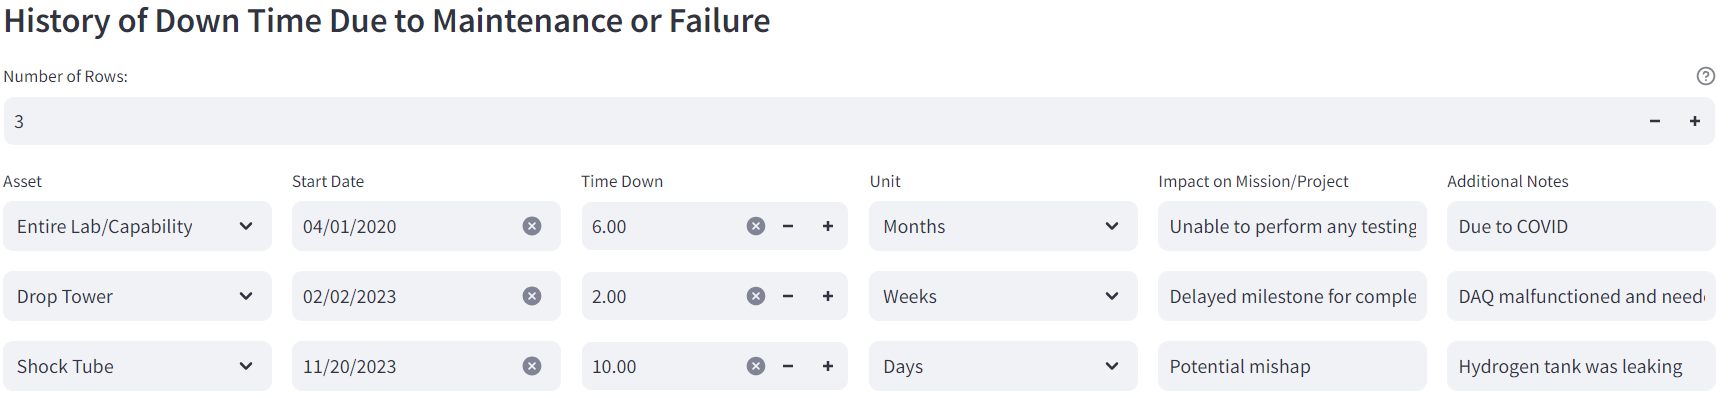 History of Down Time Due to Maintenance or Failure
Number of Rows:
3
Asset Start Date Time Down Unit Impact on Mission/Project Additional Notes
Entire Lab/Capability 04/01/2020 6.00 Months Unable to perform any testing Due to COVID
Drop Tower 02/02/2023 2.00 Weeks Delayed milestone for comple DAQ malfunctioned and need
Shock Tube 11/20/2023 10.00 Days Potential mishap Hydrogen tank was leaking